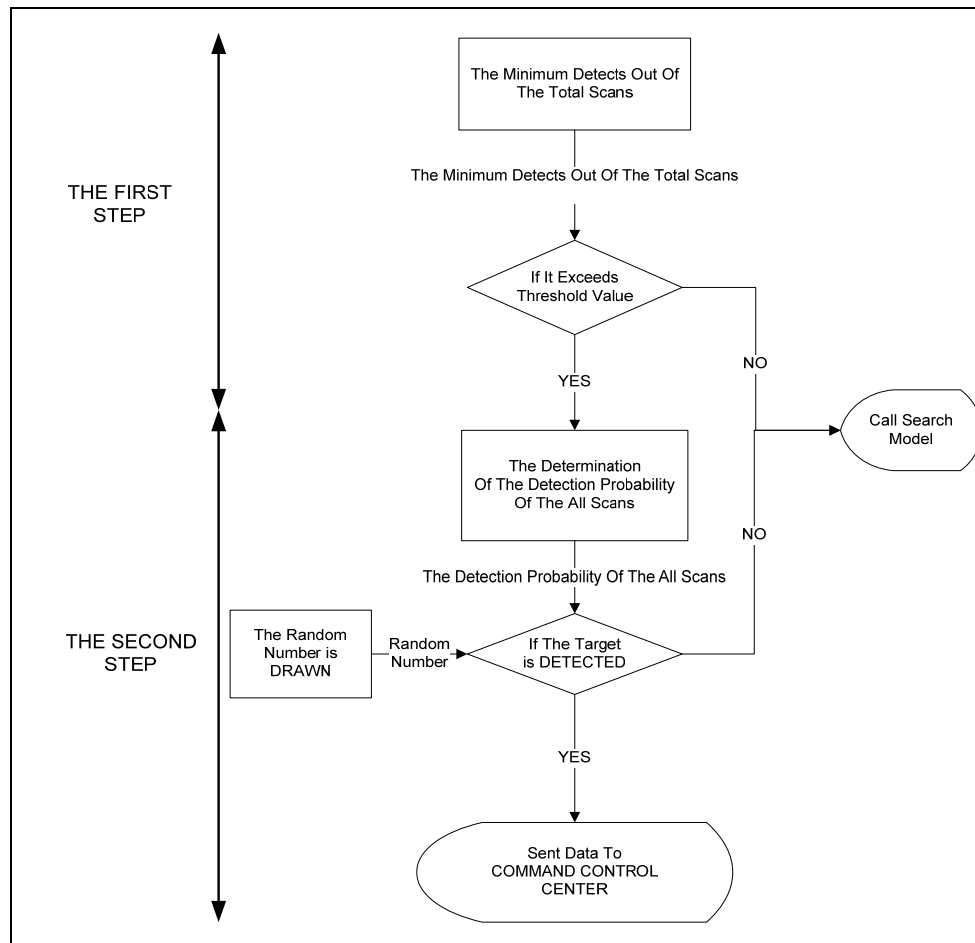 The Minimum Detects Out Of
The Total Scans
The Minimum Detects Out Of The Total Scans
THE FIRST
STEP
If It Exceeds
Threshold Value
NO
YES
Call Search
Model
The Determination
Of The Detection Probability
Of The All Scans
NO
The Detection Probability Of The All Scans
THE SECOND
STEP
The Random
Number is
DRAWN
Random
Number
If The Target
is DETECTED
YES
Sent Data To
COMMAND CONTROL
CENTER